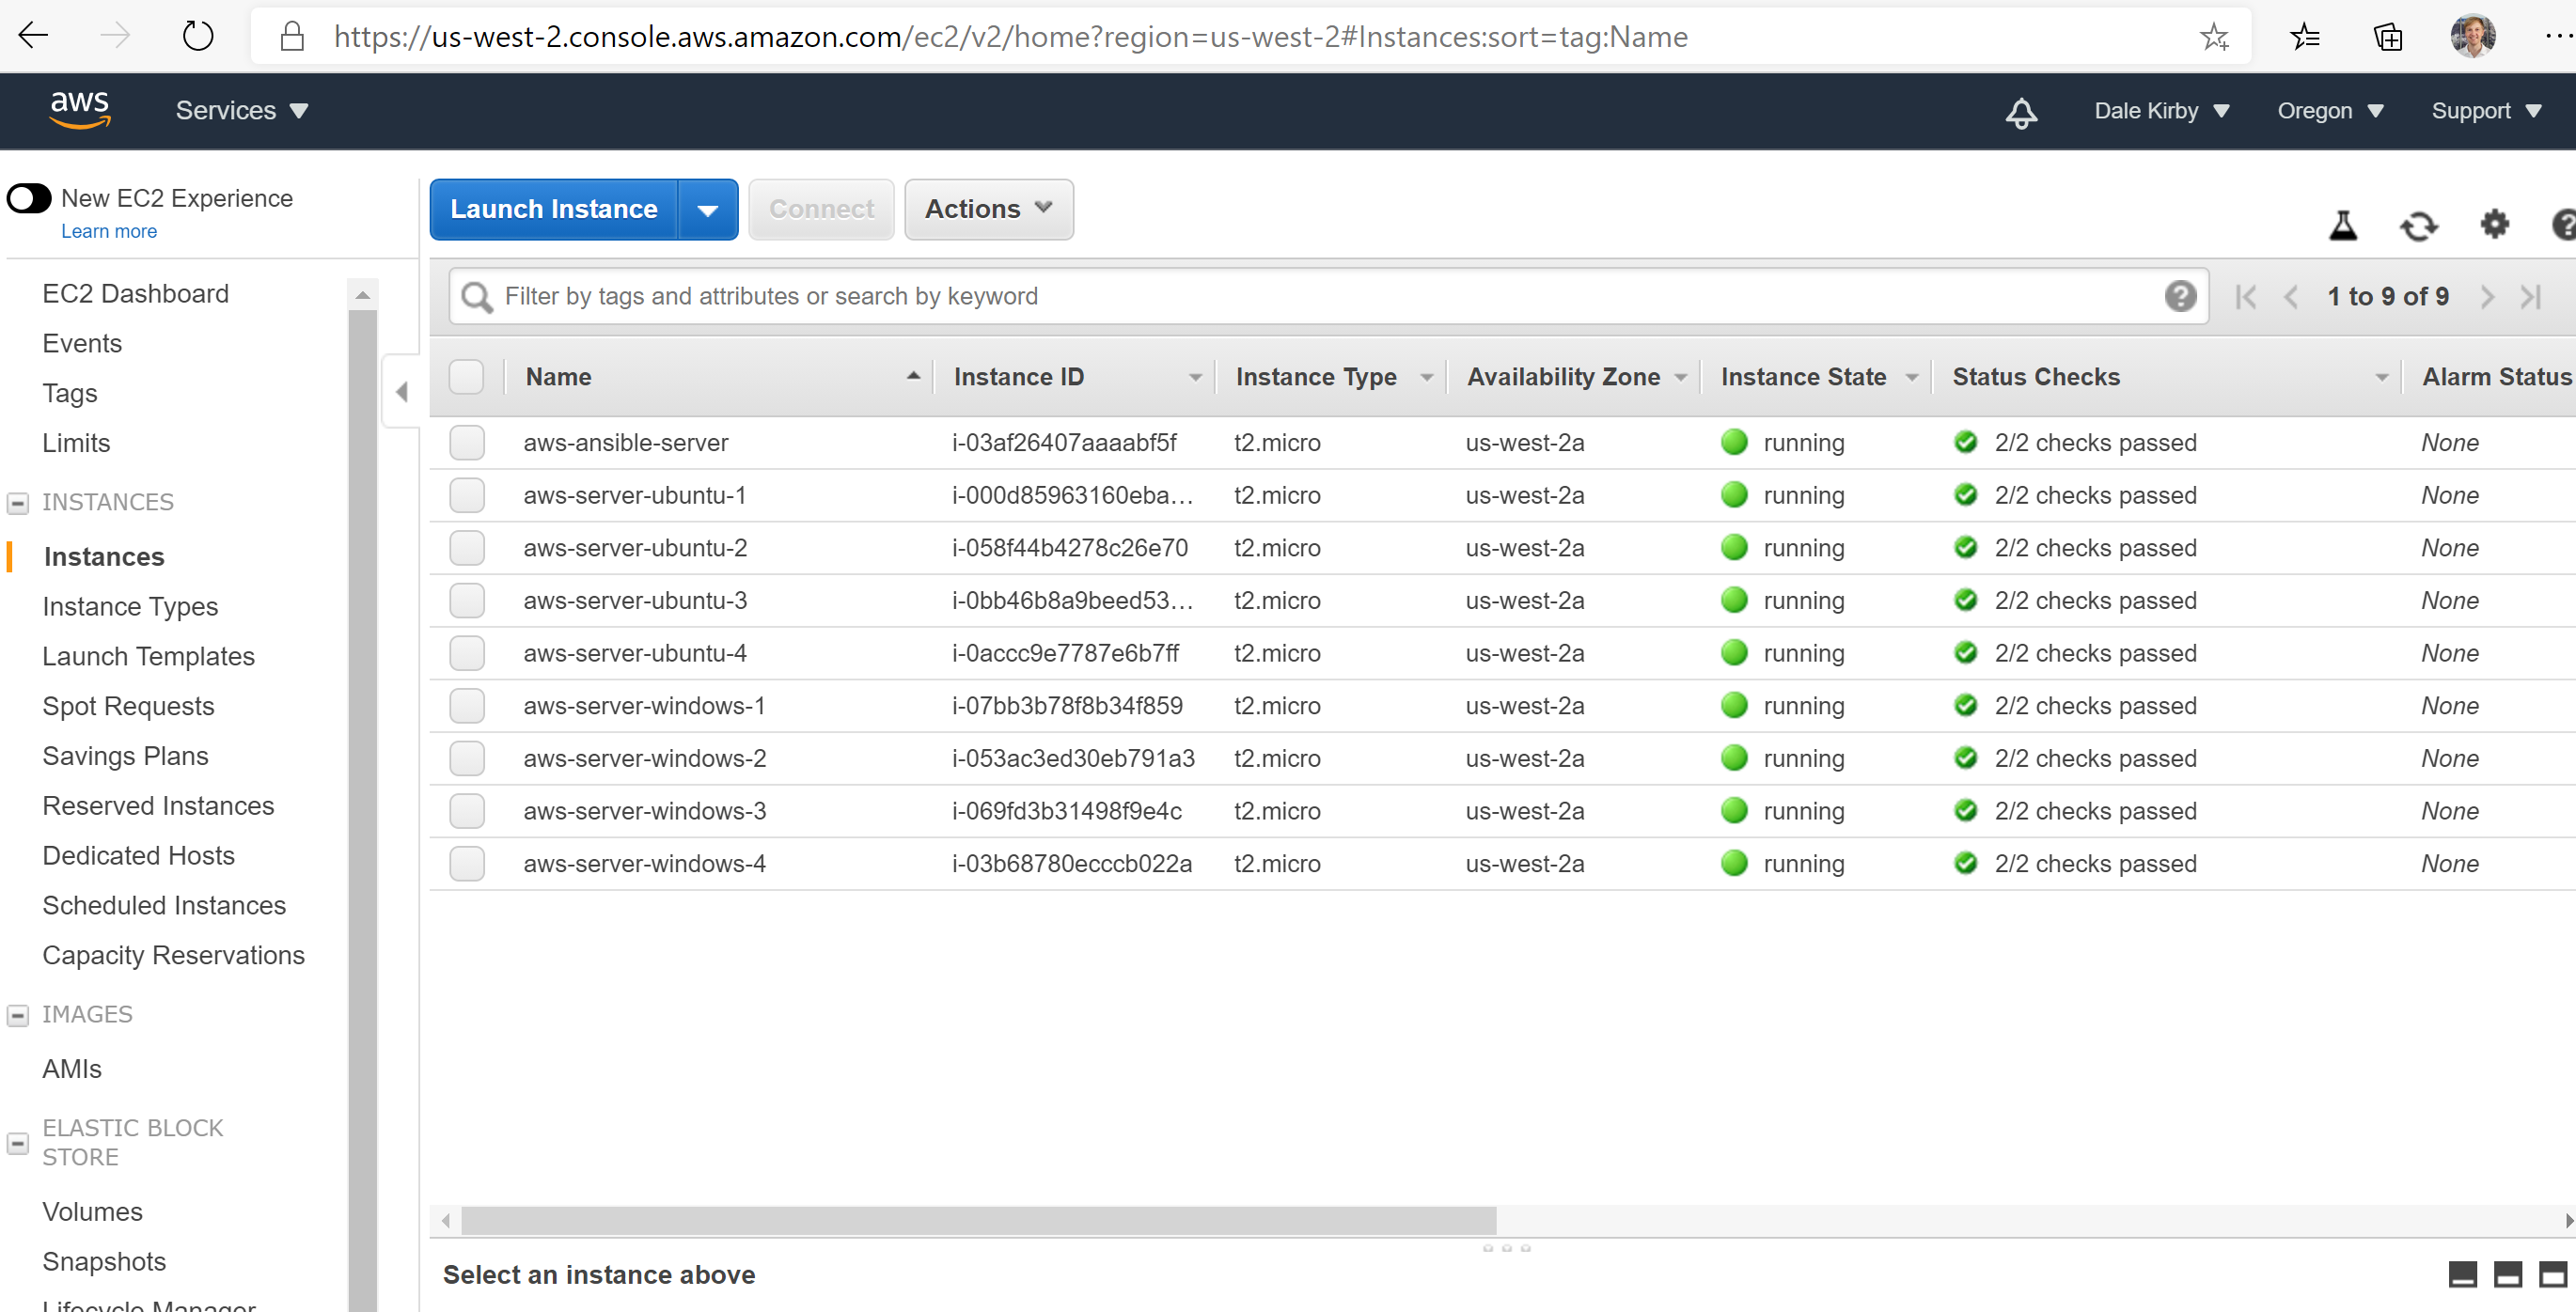 https://us-west-2.console.aws.amazon.com/ec2/v2/home?region=us-west-2#Instances:sort=tag:Name
aws Services Dale Kirby Oregon Support
New EC2 Experience
Learn more
EC2 Dashboard
Events
Tags
Limits
INSTANCES
Instances
Instance Types
Launch Templates
Spot Requests
Savings Plans
Reserved Instances
Dedicated Hosts
Scheduled Instances
Capacity Reservations
IMAGES
AMIs
ELASTIC BLOCK
STORE
Volumes
Snapshots
Lifecycle Manager
Launch Instance Connect Actions
Filter by tags and attributes or search by keyword 1 to 9 of 9
Name Instance ID Instance Type Availability Zone Instance State Status Checks Alarm Status
aws-ansible-server i-03af26407aaaabf5f t2.micro us-west-2a running 2/2 checks passed None
aws-server-ubuntu-1 i-000d85963160eba... t2.micro us-west-2a running 2/2 checks passed None
aws-server-ubuntu-2 i-058f44b4278c26e70 t2.micro us-west-2a running 2/2 checks passed None
aws-server-ubuntu-3 i-0bb46b8a9beed53... t2.micro us-west-2a running 2/2 checks passed None
aws-server-ubuntu-4 i-0accc9e7787e6b7ff t2.micro us-west-2a running 2/2 checks passed None
aws-server-windows-1 i-07bb3b78f8b34f859 t2.micro us-west-2a running 2/2 checks passed None
aws-server-windows-2 i-053ac3ed30eb791a3 t2.micro us-west-2a running 2/2 checks passed None
aws-server-windows-3 i-069fd3b31498f9e4c t2.micro us-west-2a running 2/2 checks passed None
aws-server-windows-4 i-03b68780ecccb022a t2.micro us-west-2a running 2/2 checks passed None
Select an instance above